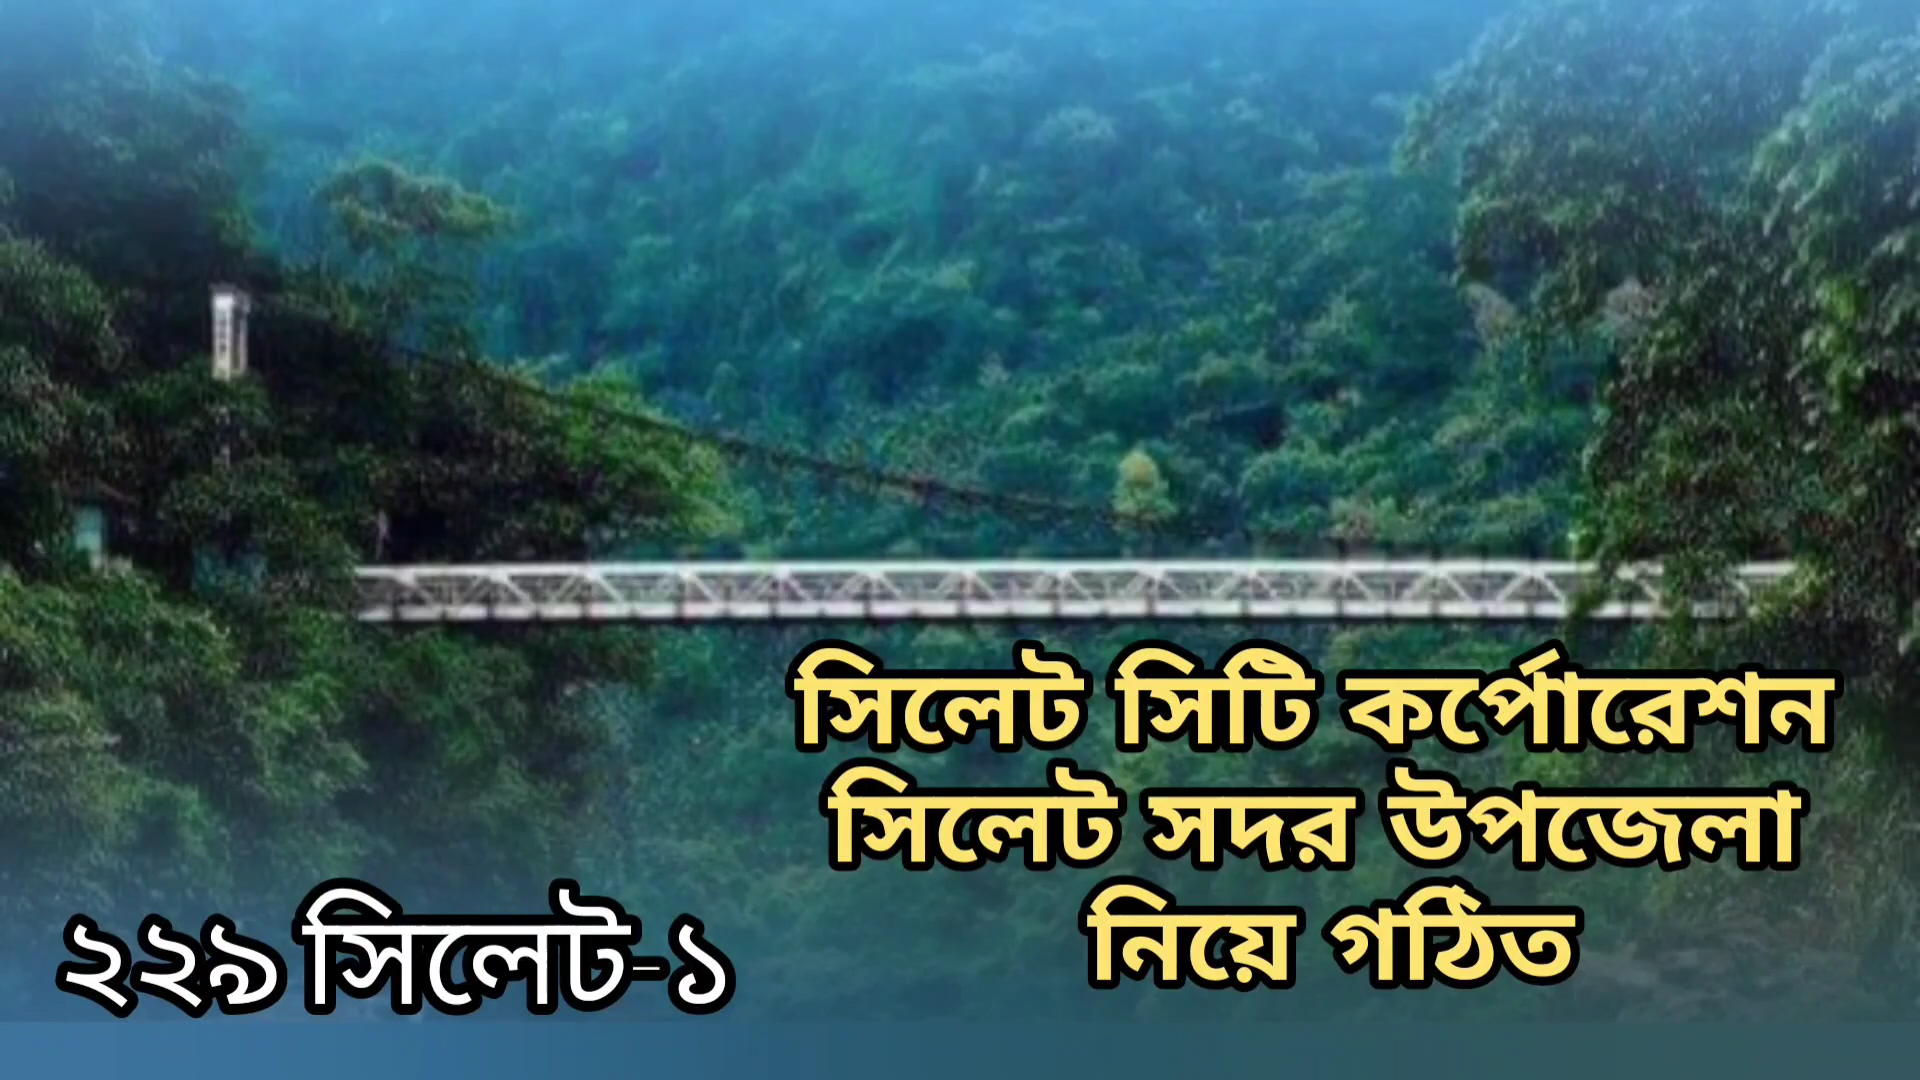 সিলেট সিটি কর্পোরেশন
সিলেট সদর উপজেলা
নিয়ে গঠিত
২২৯ সিলেট-১